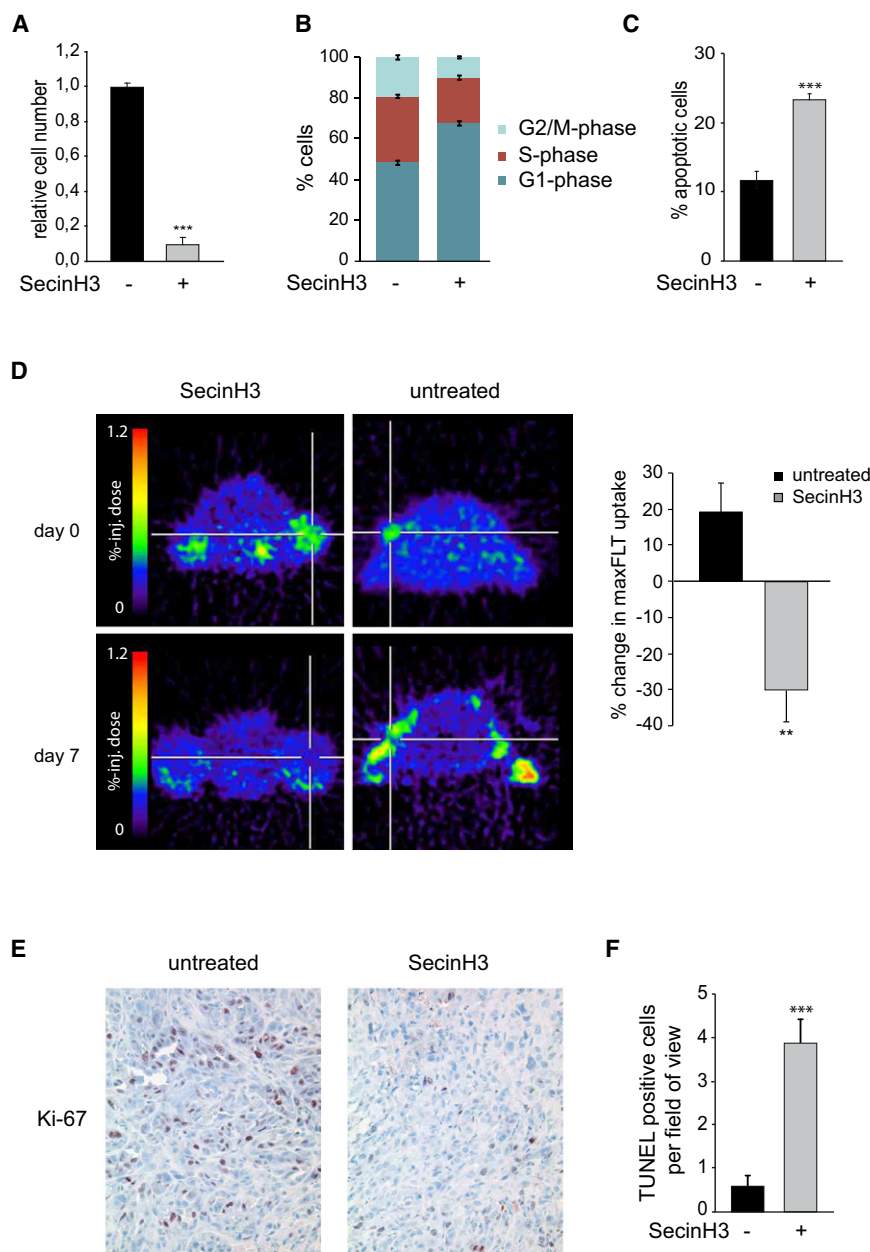 A
1,2
1,0
0,8
0,6
0,4
0,2
0,0
relative cell number
***
SecinH3 - +
B
100
80
60
40
20
0
% cells
G2/M-phase
S-phase
G1-phase
SecinH3 - +
C
30
20
10
0
% apoptotic cells
***
SecinH3 - +
D
SecinH3 untreated
day 0
1.2
%-inj. dose
0
day 7
1.2
%-inj. dose
0
30
20
10
0
-10
-20
-30
-40
% change in maxFLT uptake
untreated
SecinH3
**
E
untreated SecinH3
Ki-67
F
5
4
3
2
1
0
TUNEL positive cells
per field of view
***
SecinH3 - +